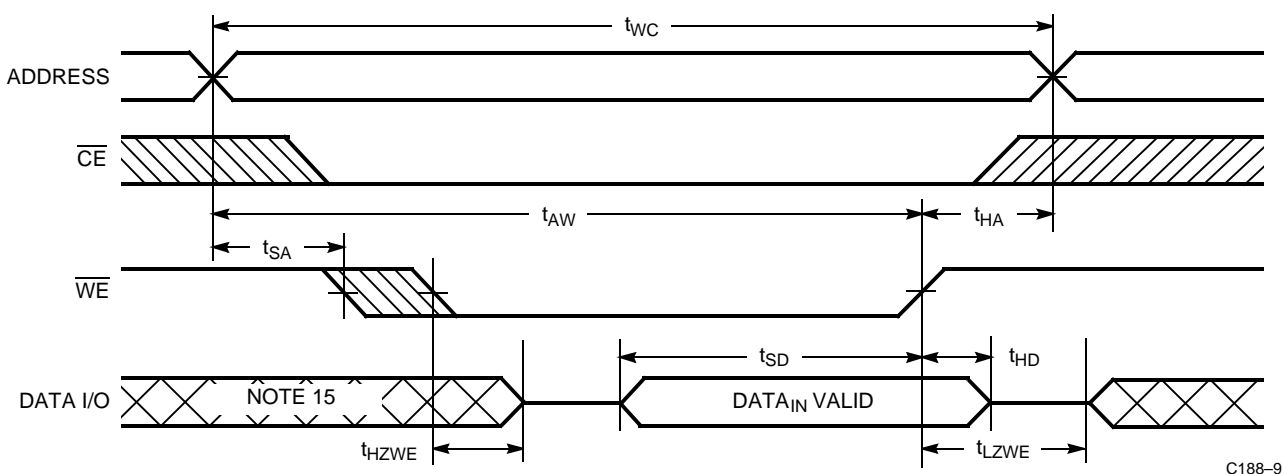 tWC
ADDRESS
CE
tAW
tHA
tSA
WE
tSD
tHD
DATA I/O
NOTE 15
DATAIN VALID
tHZWE
tLZWE
C188–9